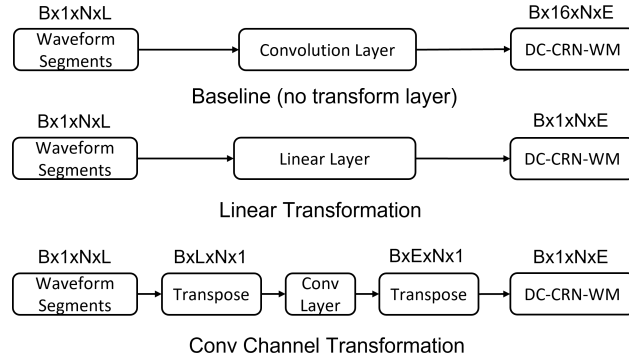 Bx1xNxL
Bx16xNxE
Waveform
Segments
Convolution Layer
DC-CRN-WM
Baseline (no transform layer)
Bx1xNxL
Bx1xNxE
Waveform
Segments
Linear Layer
DC-CRN-WM
Linear Transformation
Bx1xNxL
BxLxNx1
BxExNx1
Bx1xNxE
Waveform
Segments
Transpose
Conv
Layer
Transpose
DC-CRN-WM
Conv Channel Transformation